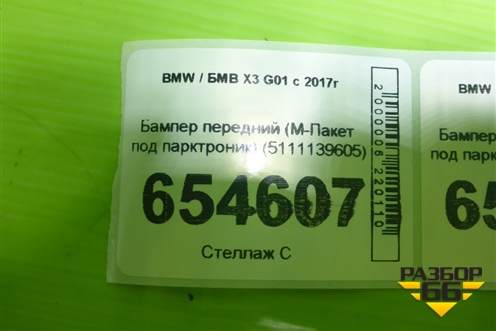 BMW / БМВ X3 G01 с 2017г
Бампер передний (М-Пакет
под парктроник) (5111139605)
654607
Стеллаж С
2000006220110
BMW
Бампер
под парк
65
РАЗБОР
66